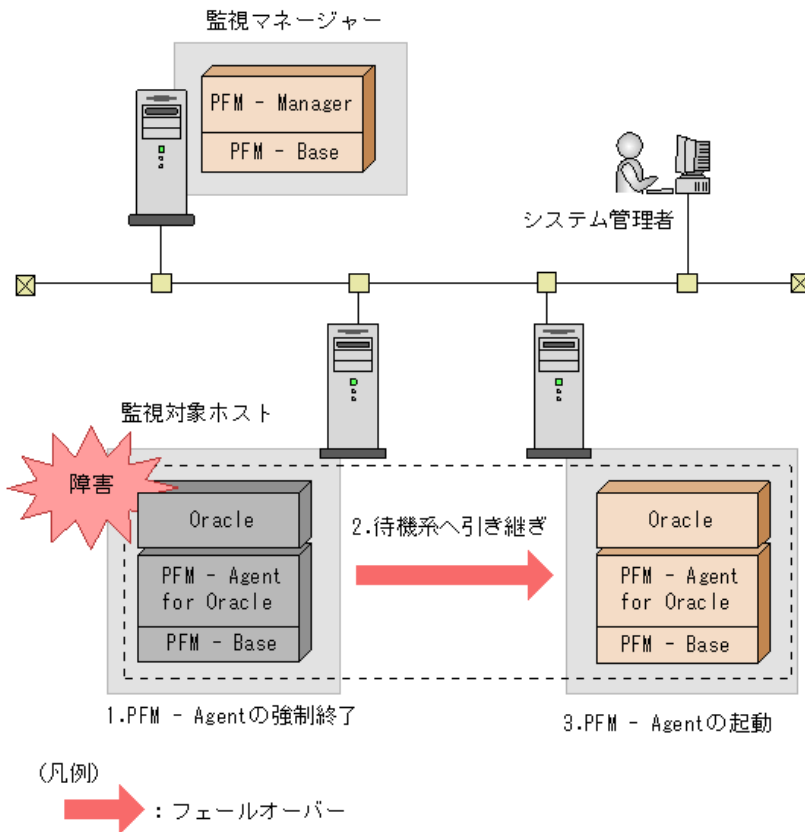 監視マネージャー
PFM - Manager
PFM - Base
システム管理者
監視対象ホスト
障害
Oracle
PFM - Agent
for Oracle
PFM - Base
2.待機系へ引き継ぎ
Oracle
PFM - Agent
for Oracle
PFM - Base
1.PFM - Agentの強制終了
3.PFM - Agentの起動
(凡例)
：フェールオーバー